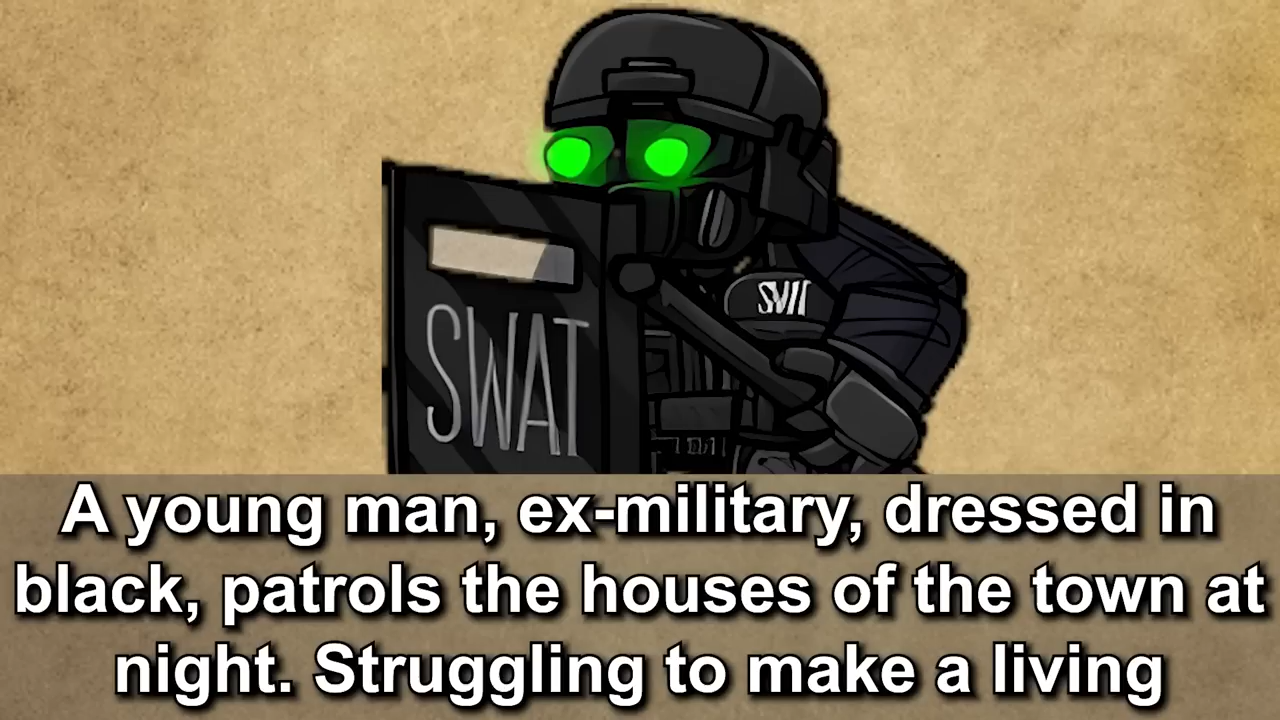 SWAT
A young man, ex-military, dressed in
black, patrols the houses of the town at
night. Struggling to make a living